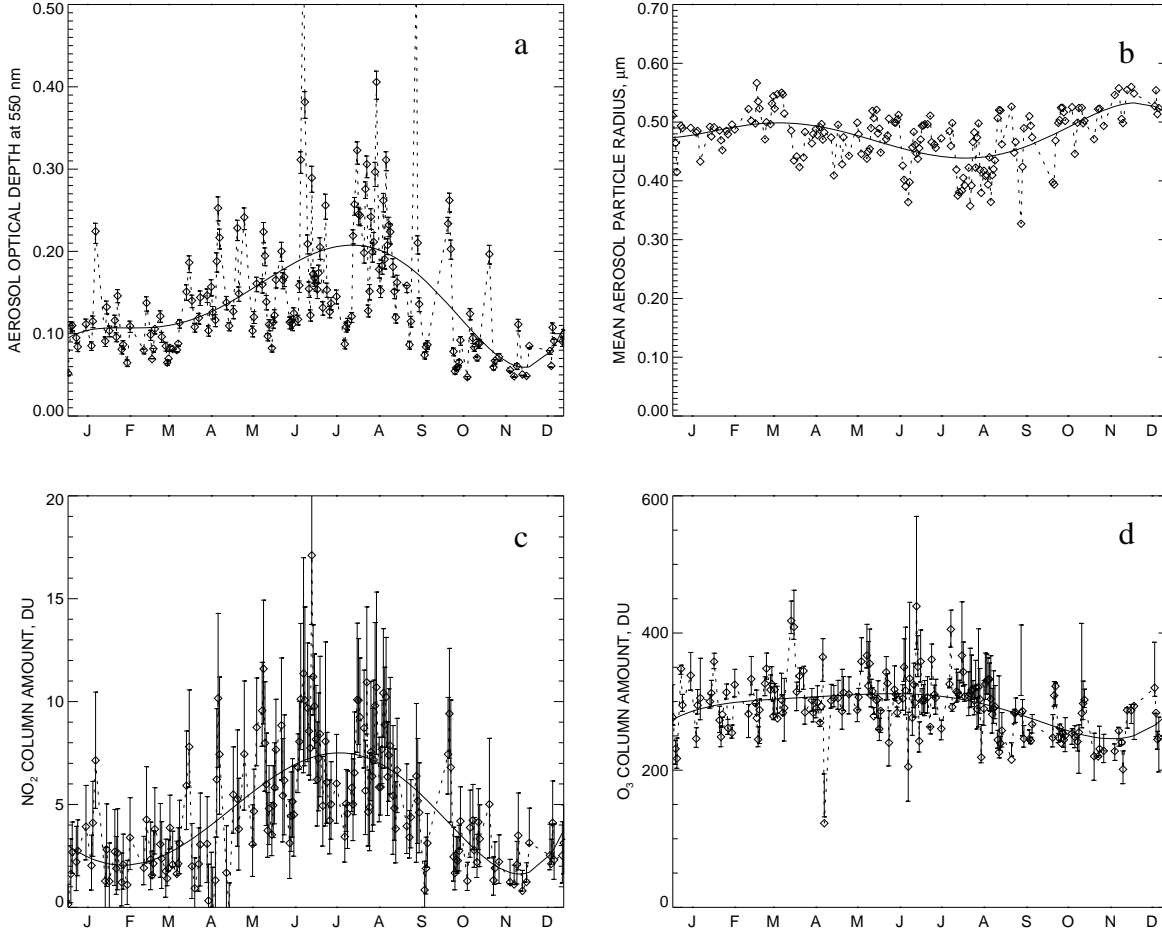 0.50
0.40
0.30
0.20
0.10
0.00
AEROSOL OPTICAL DEPTH at 550 nm
a
J F M A M J J A S O N D
0.70
0.60
0.50
0.40
0.30
0.20
0.10
0.00
MEAN AEROSOL PARTICLE RADIUS, μm
b
J F M A M J J A S O N D
20
15
10
5
0
NO₂ COLUMN AMOUNT, DU
c
J F M A M J J A S O N D
600
400
200
0
O₃ COLUMN AMOUNT, DU
d
J F M A M J J A S O N D